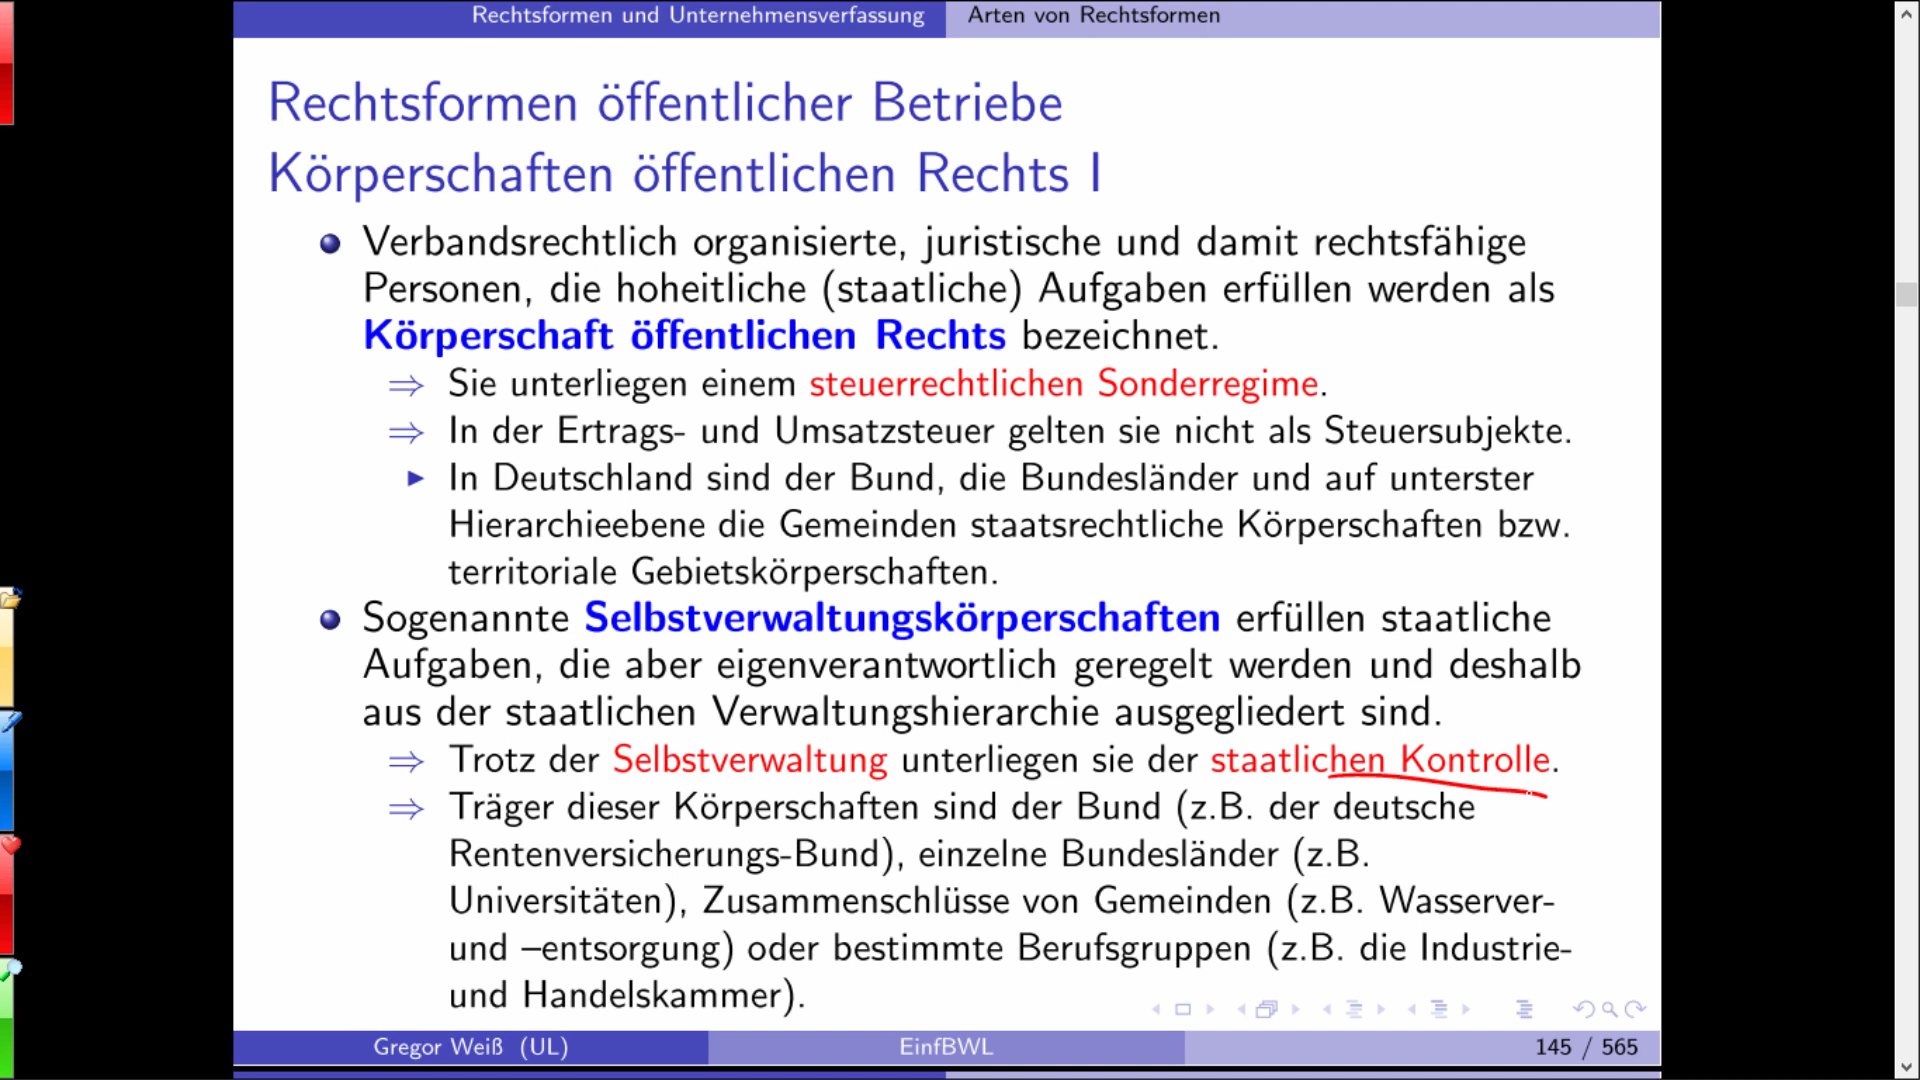 Rechtsformen und Unternehmensverfassung Arten von Rechtsformen
Rechtsformen öffentlicher Betriebe
Körperschaften öffentlichen Rechts I
Verbandsrechtlich organisierte, juristische und damit rechtsfähige
Personen, die hoheitliche (staatliche) Aufgaben erfüllen werden als
Körperschaft öffentlichen Rechts bezeichnet.
⇒ Sie unterliegen einem steuerrechtlichen Sonderregime.
⇒ In der Ertrags- und Umsatzsteuer gelten sie nicht als Steuersubjekte.
In Deutschland sind der Bund, die Bundesländer und auf unterster
Hierarchieebene die Gemeinden staatsrechtliche Körperschaften bzw.
territoriale Gebietskörperschaften.
Sogenannte Selbstverwaltungskörperschaften erfüllen staatliche
Aufgaben, die aber eigenverantwortlich geregelt werden und deshalb
aus der staatlichen Verwaltungshierarchie ausgegliedert sind.
⇒ Trotz der Selbstverwaltung unterliegen sie der staatlichen Kontrolle.
⇒ Träger dieser Körperschaften sind der Bund (z.B. der deutsche
Rentenversicherungs-Bund), einzelne Bundesländer (z.B.
Universitäten), Zusammenschlüsse von Gemeinden (z.B. Wasserver-
und –entsorgung) oder bestimmte Berufsgruppen (z.B. die Industrie-
und Handelskammer).
Gregor Weiß (UL) EinfBWL 145 / 565